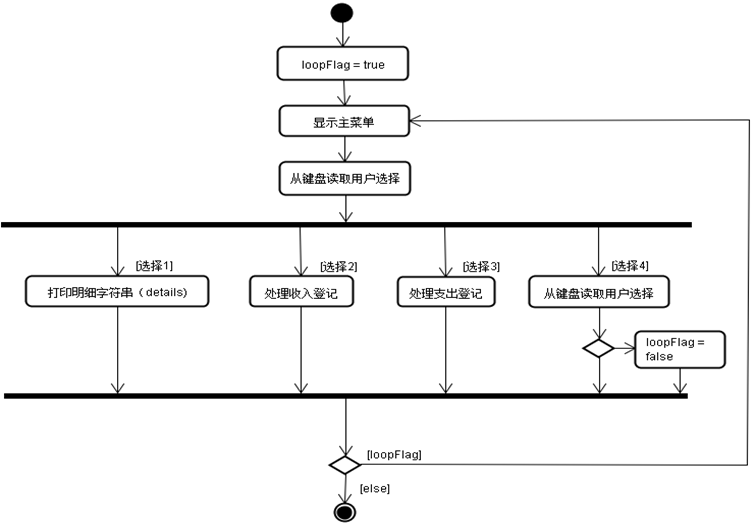 loopFlag = true
显示主菜单
从键盘读取用户选择
[选择1]
[选择2]
[选择3]
[选择4]
打印明细字符串（details)
处理收入登记
处理支出登记
从键盘读取用户选择
loopFlag =
false
[loopFlag]
[else]